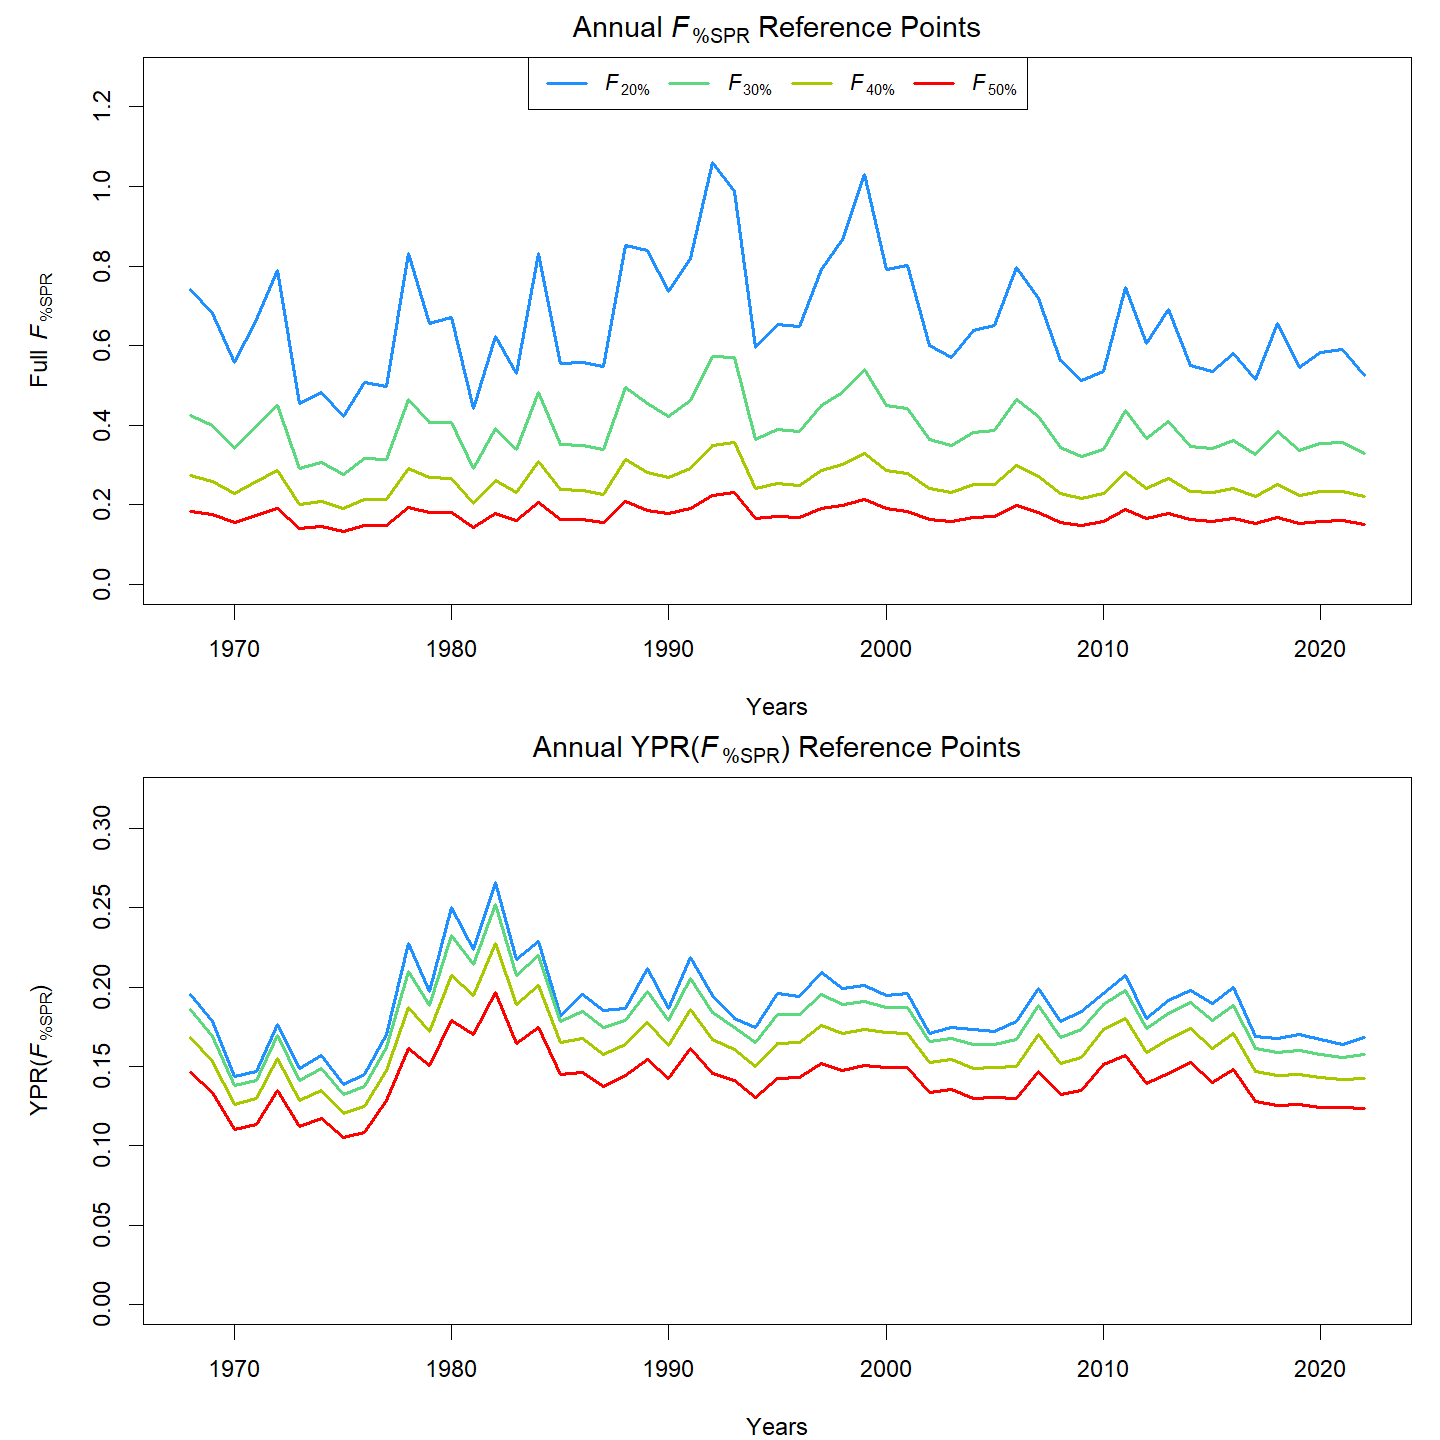 Annual F%SPR Reference Points
F20% F30% F40% F50%
Full F%SPR
1.2
1.0
0.8
0.6
0.4
0.2
0.0
1970 1980 1990 2000 2010 2020
Years
Annual YPR(F%SPR) Reference Points
YPR(F%SPR)
0.30
0.25
0.20
0.15
0.10
0.05
0.00
1970 1980 1990 2000 2010 2020
Years